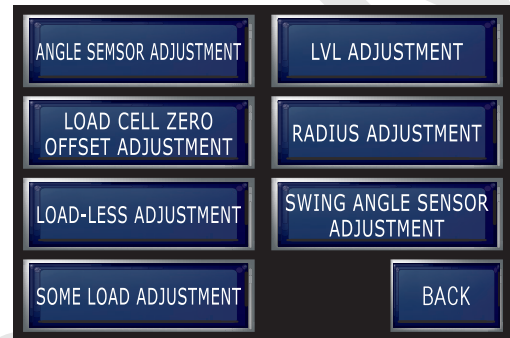 ANGLE SEMSOR ADJUSTMENT
LVL ADJUSTMENT
LOAD CELL ZERO
OFFSET ADJUSTMENT
RADIUS ADJUSTMENT
LOAD-LESS ADJUSTMENT
SWING ANGLE SENSOR
ADJUSTMENT
SOME LOAD ADJUSTMENT
BACK